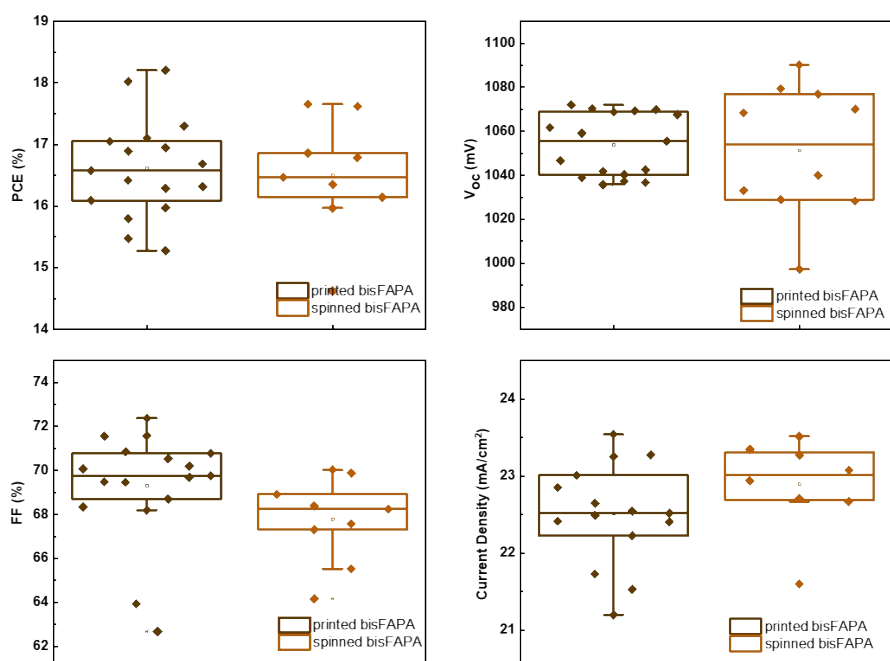 19
18
17
16
15
14
PCE (%)
printed bisFAPA
spinned bisFAPA
1100
1080
1060
1040
1020
1000
980
V_OC (mV)
printed bisFAPA
spinned bisFAPA
74
72
70
68
66
64
62
FF (%)
printed bisFAPA
spinned bisFAPA
24
23
22
21
Current Density (mA/cm²)
printed bisFAPA
spinned bisFAPA